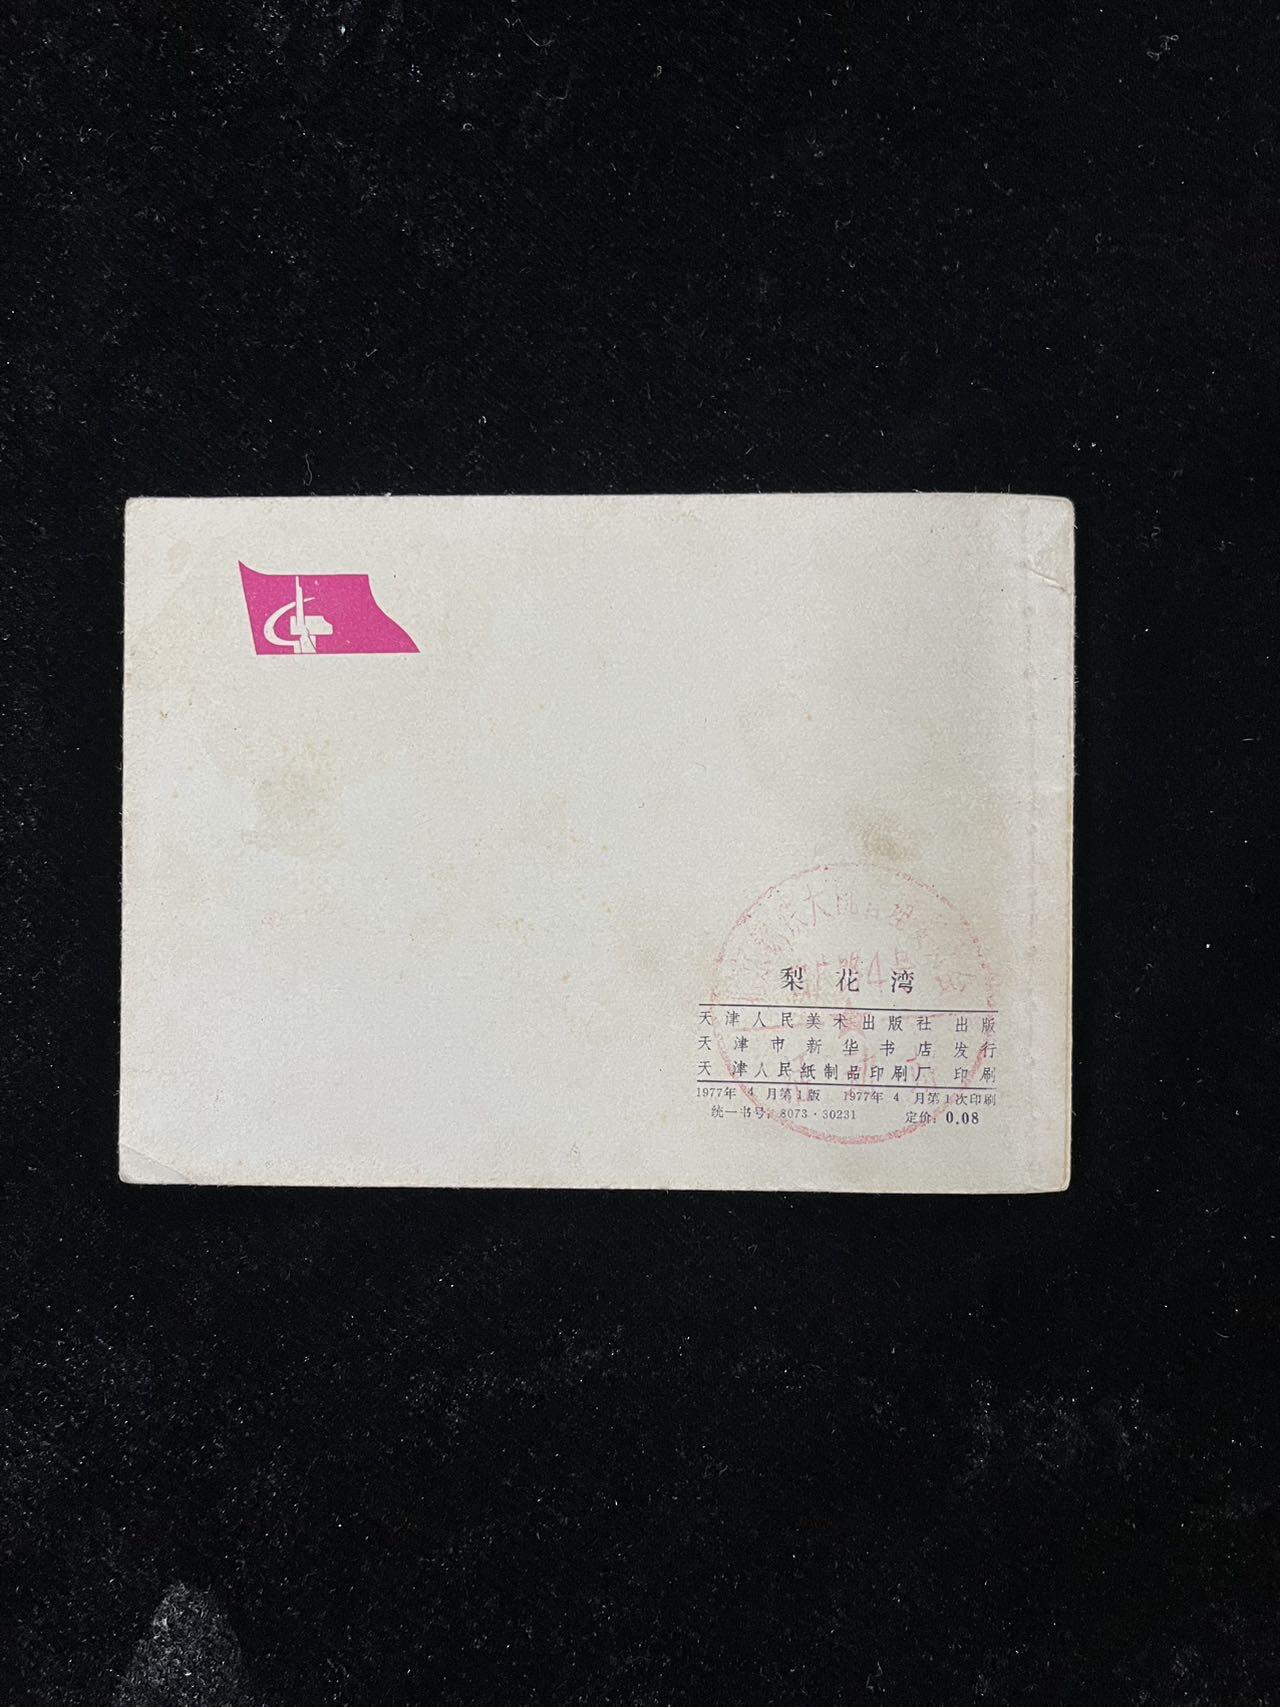 梨花湾
天津人民美术出版社 出版
天津市新华书店 发行
天津人民紙制品印刷厂 印刷
1977年 4 月第1版 1977年 4 月第1次印刷
统一书号：8073·30231 定价：0.08